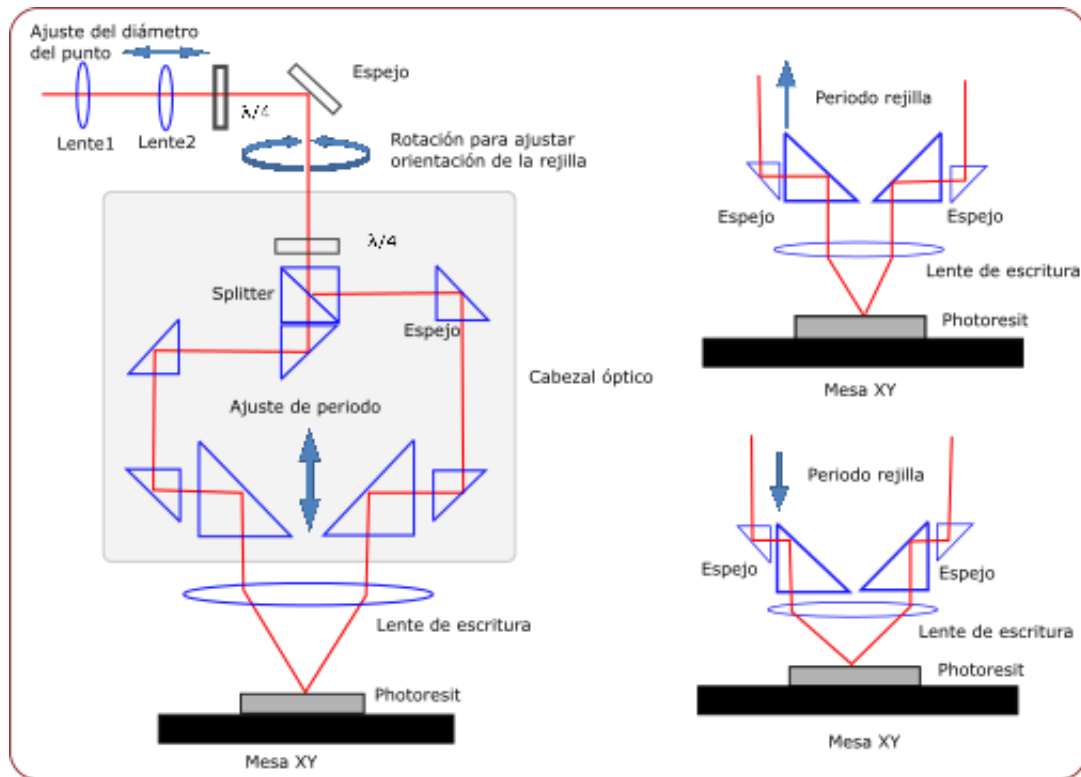 Ajuste del diámetro
del punto
Espejo
λ/4
Lente1
Lente2
Rotación para ajustar
orientación de la rejilla
λ/4
Splitter
Espejo
Cabezal óptico
Ajuste de periodo
Lente de escritura
Photoresit
Mesa XY
Periodo rejilla
Espejo
Espejo
Lente de escritura
Photoresit
Mesa XY
Periodo rejilla
Espejo
Espejo
Lente de escritura
Photoresit
Mesa XY